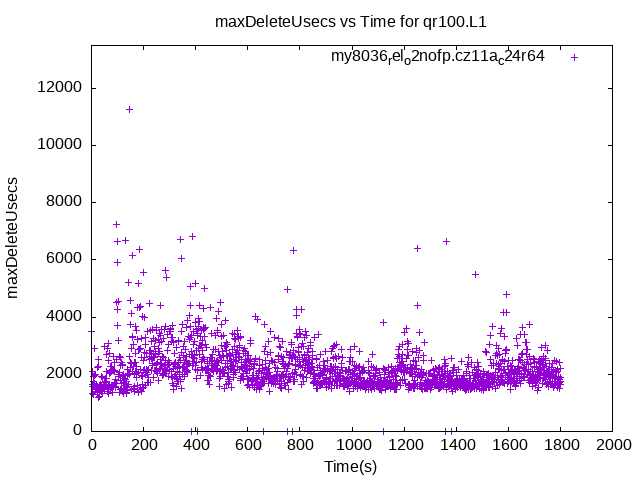 maxDeleteUsecs vs Time for qr100.L1
my8036relo2nofp.cz11ac24r64
12000
10000
8000
6000
4000
2000
0
maxDeleteUsecs
0 200 400 600 800 1000 1200 1400 1600 1800 2000
Time(s)